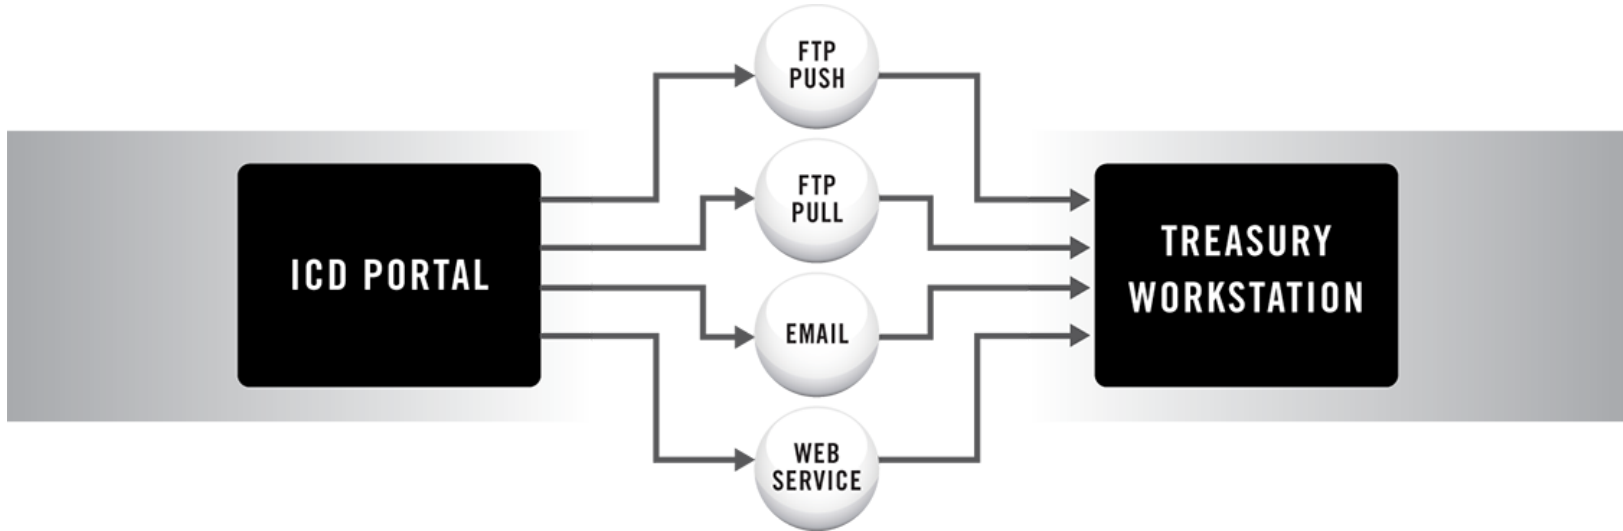 FTP
PUSH
FTP
PULL
ICD PORTAL
EMAIL
WEB
SERVICE
TREASURY
WORKSTATION